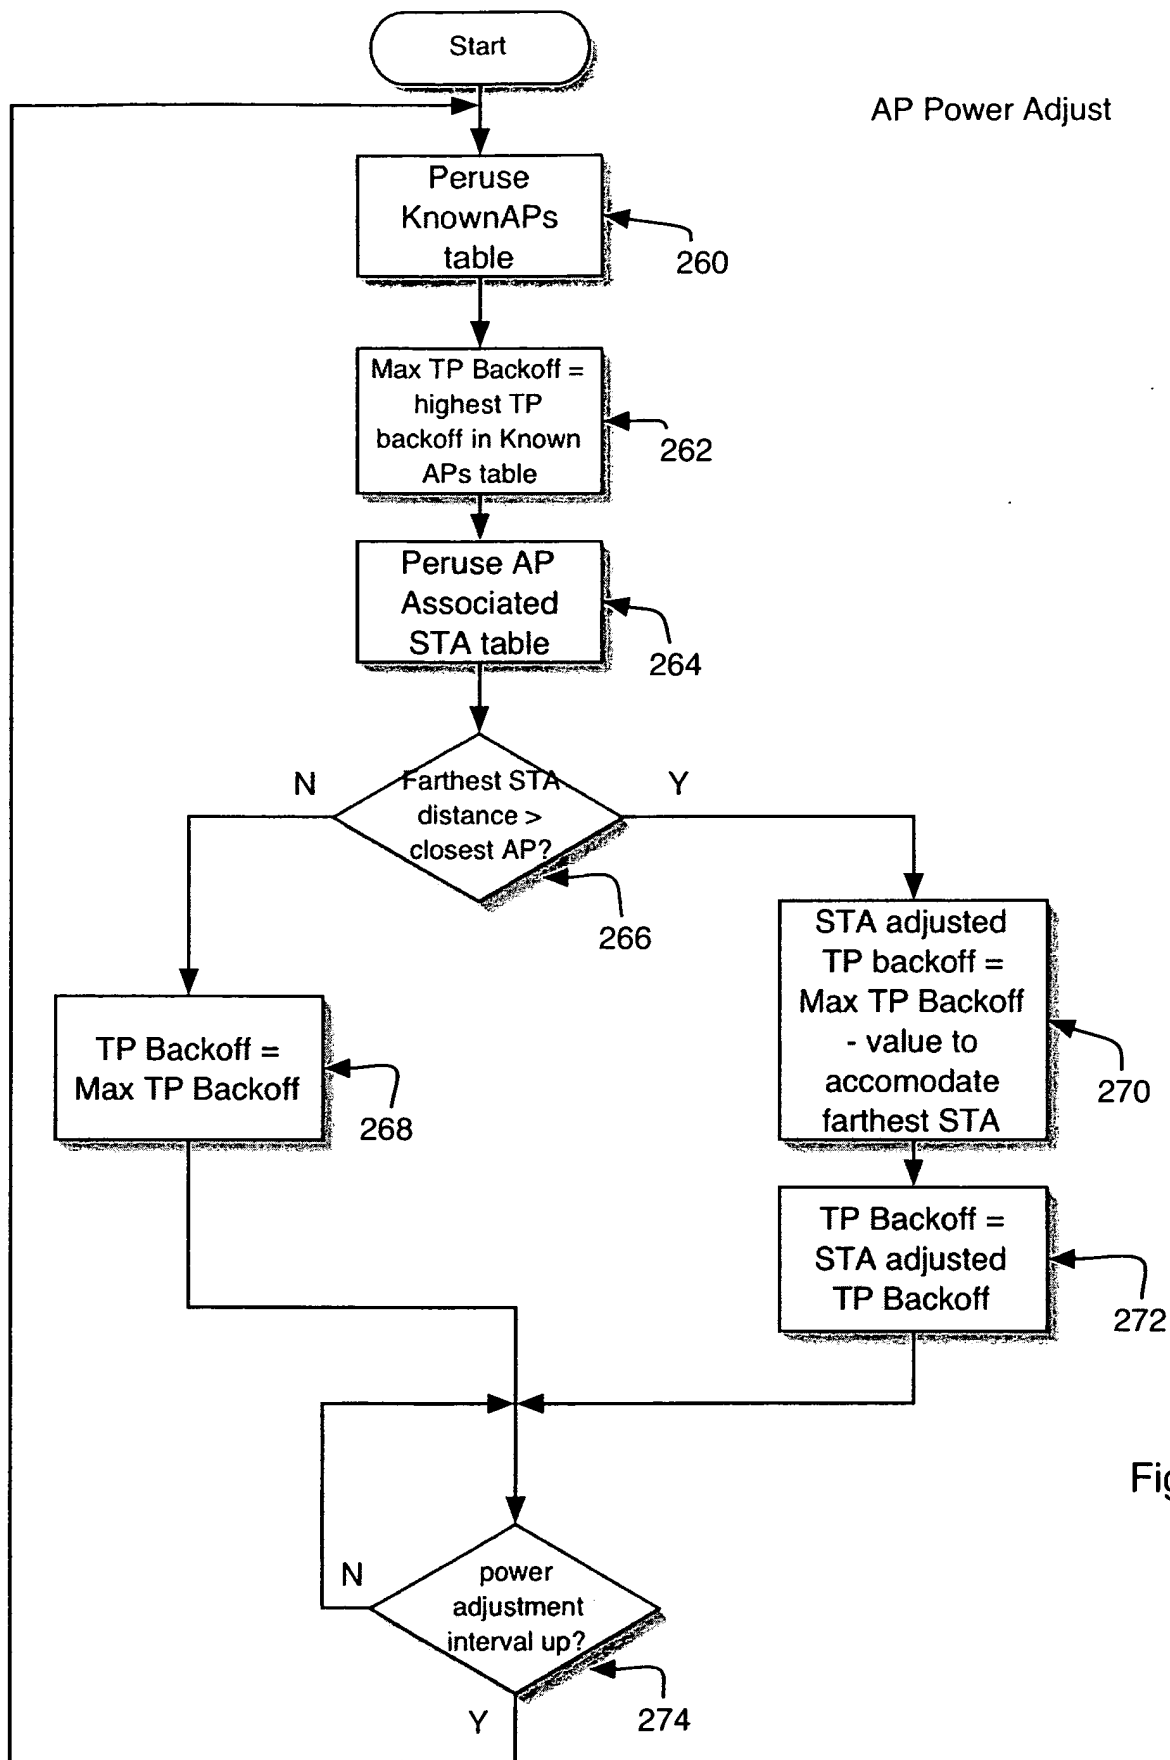 Start
AP Power Adjust
Peruse
KnownAPs
table
260
Max TP Backoff =
highest TP
backoff in Known
APs table
262
Peruse AP
Associated
STA table
264
N
Farthest STA
distance >
closest AP?
Y
266
STA adjusted
TP backoff =
Max TP Backoff
- value to
accomodate
farthest STA
270
TP Backoff =
Max TP Backoff
268
TP Backoff =
STA adjusted
TP Backoff
272
N
power
adjustment
interval up?
Y
274